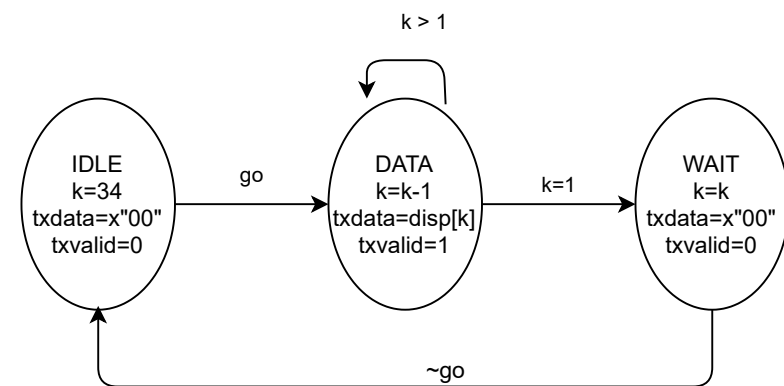 k > 1
IDLE
k=34
txdata=x"00"
txvalid=0
go
DATA
k=k-1
txdata=disp[k]
txvalid=1
k=1
WAIT
k=k
txdata=x"00"
txvalid=0
~go